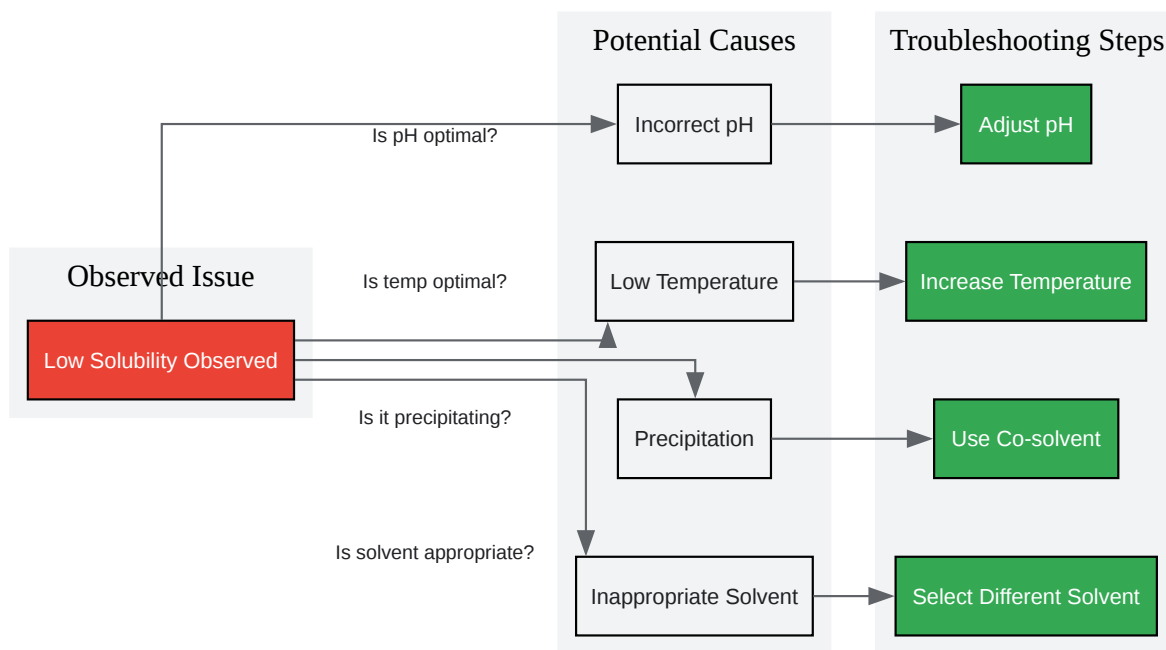 Potential Causes
Troubleshooting Steps
Incorrect pH
Adjust pH
Is pH optimal?
Observed Issue
Is temp optimal?
Low Temperature
Increase Temperature
Low Solubility Observed
Is it precipitating?
Precipitation
Use Co-solvent
Is solvent appropriate?
Inappropriate Solvent
Select Different Solvent